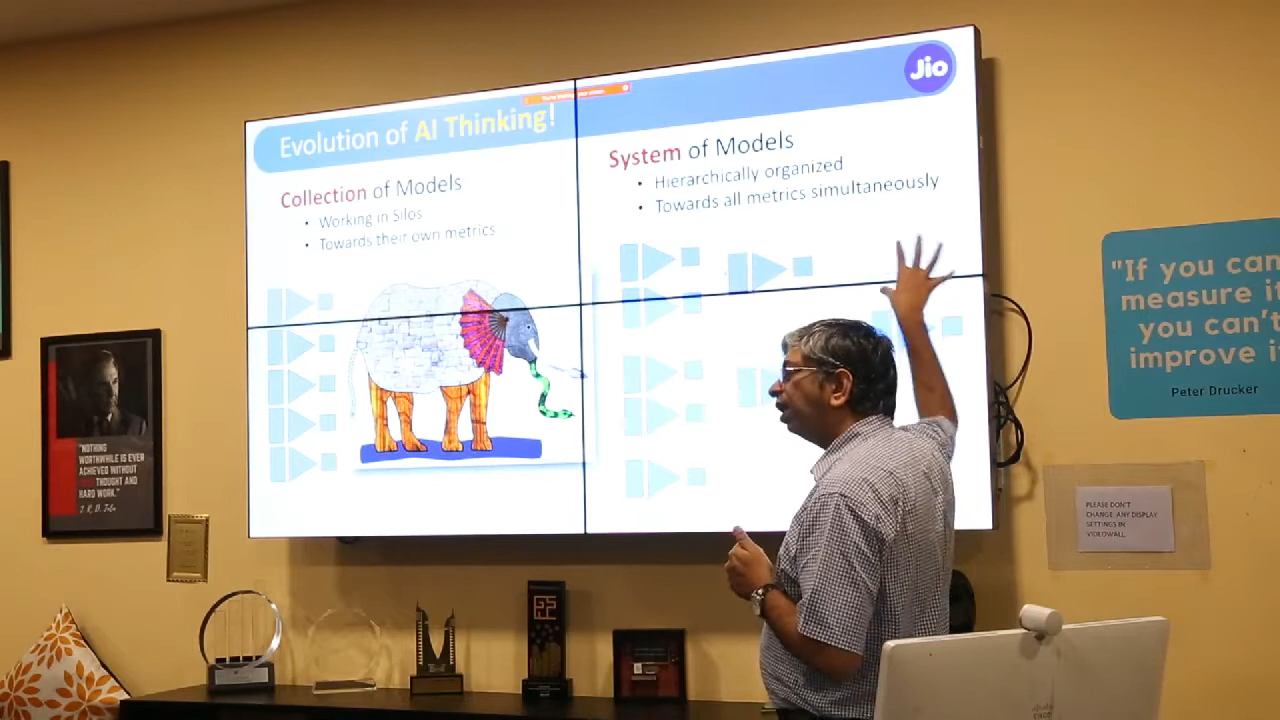 Jio
Evolution of AI Thinking!
Collection of Models
• Working in Silos
• Towards their own metrics
System of Models
• Hierarchically organized
• Towards all metrics simultaneously
"NOTHING
WORTHWHILE IS EVER
ACHIEVED WITHOUT
THOUGHT AND
HARD WORK."
J. R. D. Tata
"If you can
measure it
you can't
improve it
Peter Drucker
PLEASE DON'T
CHANGE ANY DISPLAY
SETTINGS IN
VIDEOWALL.
CISCO